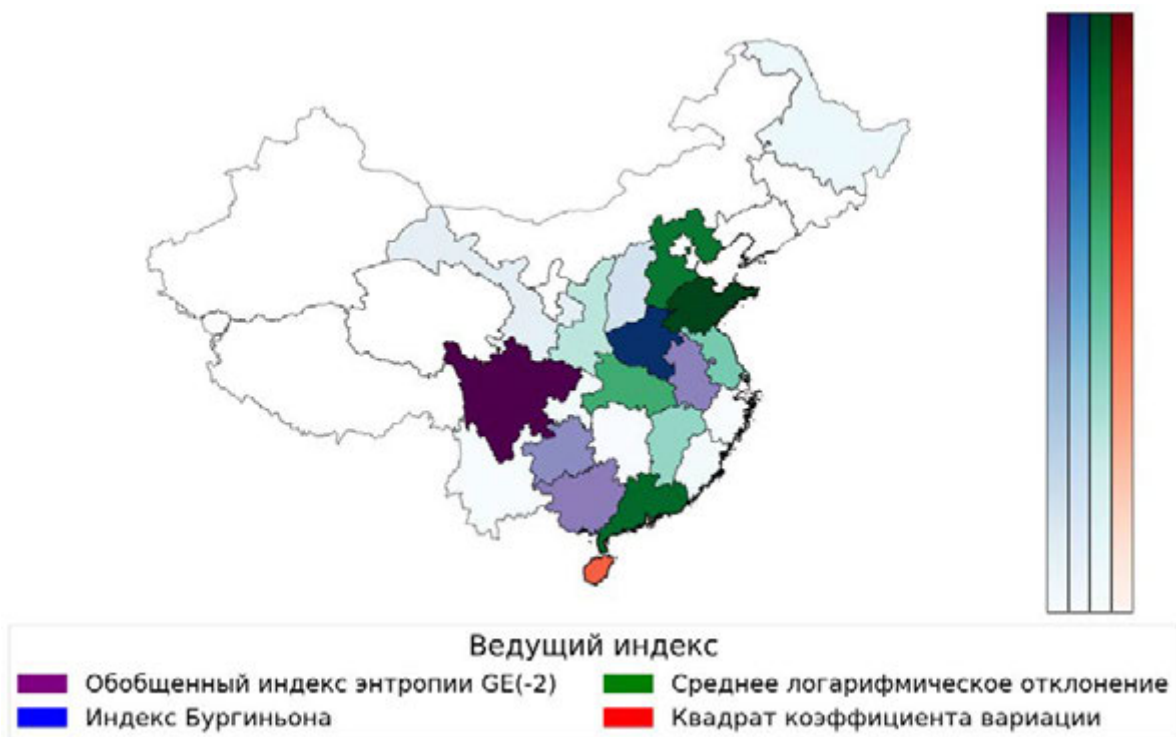 Ведущий индекс
Обобщенный индекс энтропии GE(-2)
Среднее логарифмическое отклонение
Индекс Бургиньона
Квадрат коэффициента вариации